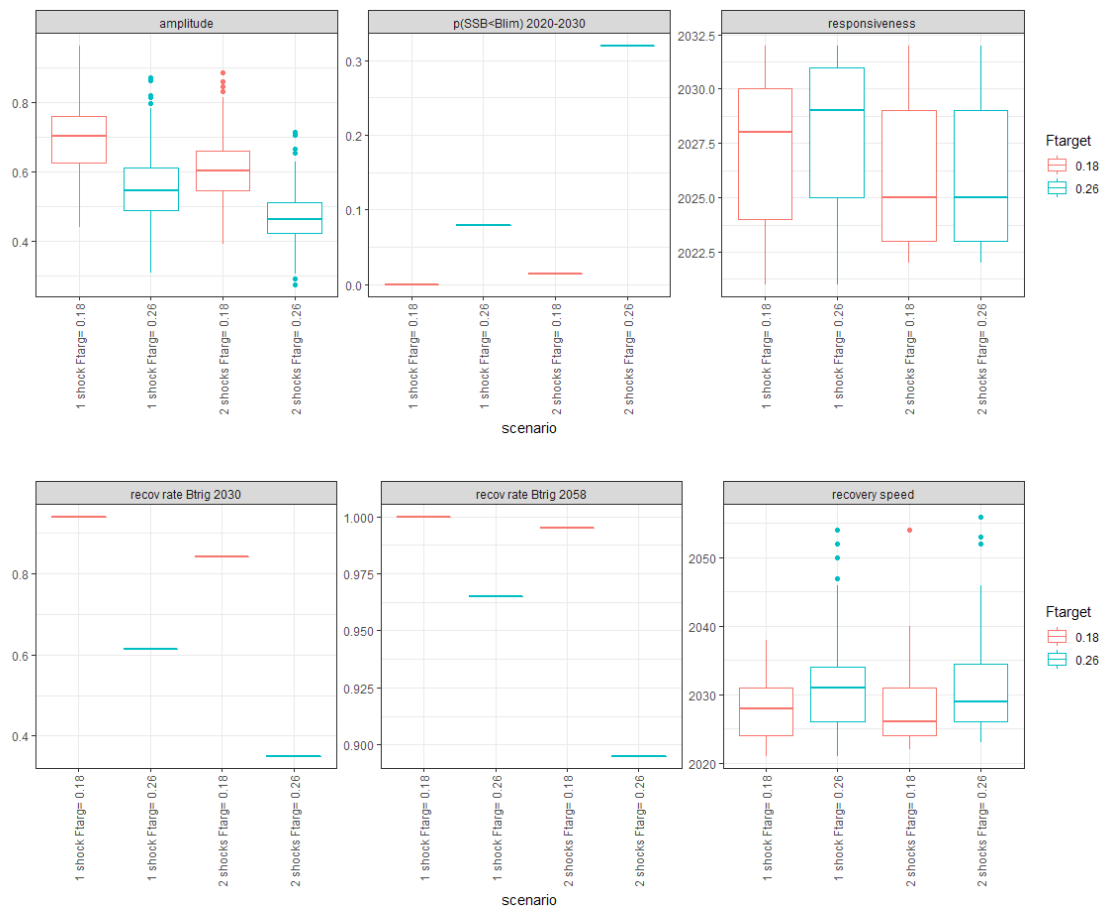 amplitude
p(SSB<Blim) 2020-2030
responsiveness
0.8
0.6
0.4
0.3
0.2
0.1
0.0
2032.5
2030.0
2027.5
2025.0
2022.5
1 shock Ftarg= 0.18
1 shock Ftarg= 0.26
2 shocks Ftarg= 0.18
2 shocks Ftarg= 0.26
1 shock Ftarg= 0.18
1 shock Ftarg= 0.26
2 shocks Ftarg= 0.18
2 shocks Ftarg= 0.26
1 shock Ftarg= 0.18
1 shock Ftarg= 0.26
2 shocks Ftarg= 0.18
2 shocks Ftarg= 0.26
scenario
Ftarget
0.18
0.26
recov rate Btrig 2030
recov rate Btrig 2058
recovery speed
0.8
0.6
0.4
1.000
0.975
0.950
0.925
0.900
2050
2040
2030
2020
1 shock Ftarg= 0.18
1 shock Ftarg= 0.26
2 shocks Ftarg= 0.18
2 shocks Ftarg= 0.26
1 shock Ftarg= 0.18
1 shock Ftarg= 0.26
2 shocks Ftarg= 0.18
2 shocks Ftarg= 0.26
1 shock Ftarg= 0.18
1 shock Ftarg= 0.26
2 shocks Ftarg= 0.18
2 shocks Ftarg= 0.26
scenario
Ftarget
0.18
0.26